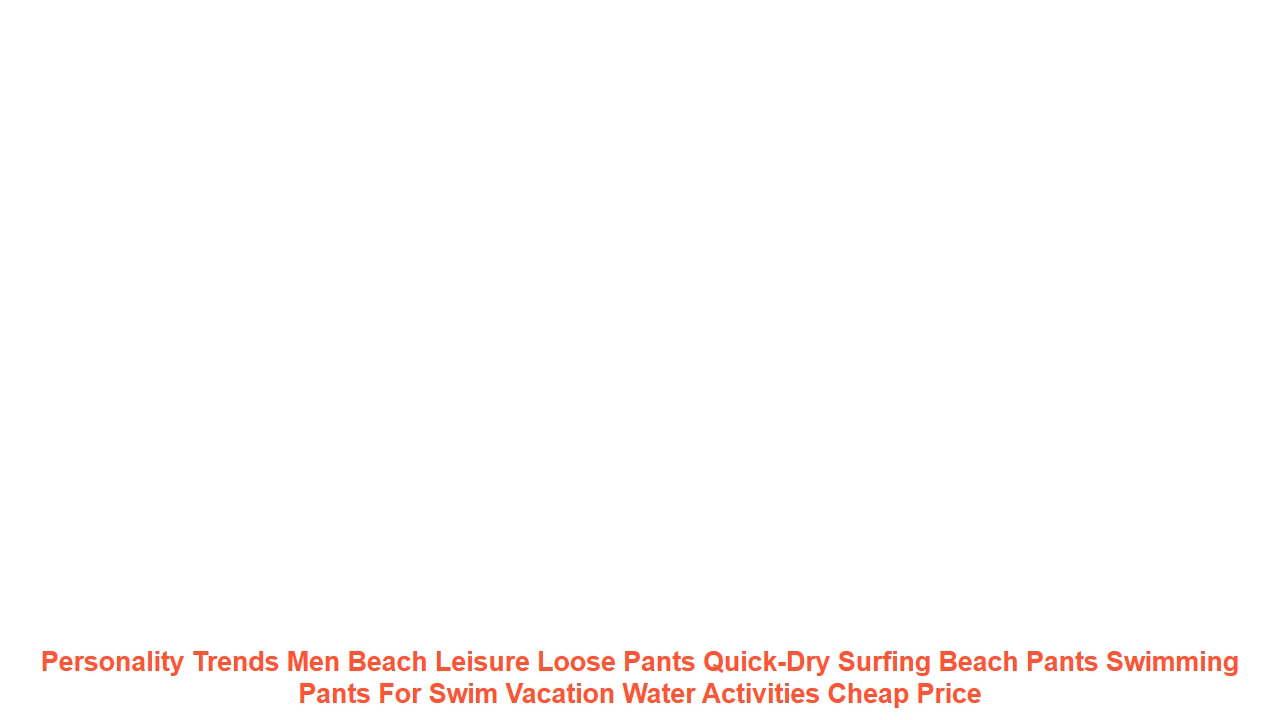 Personality Trends Men Beach Leisure Loose Pants Quick-Dry Surfing Beach Pants Swimming
Pants For Swim Vacation Water Activities Cheap Price